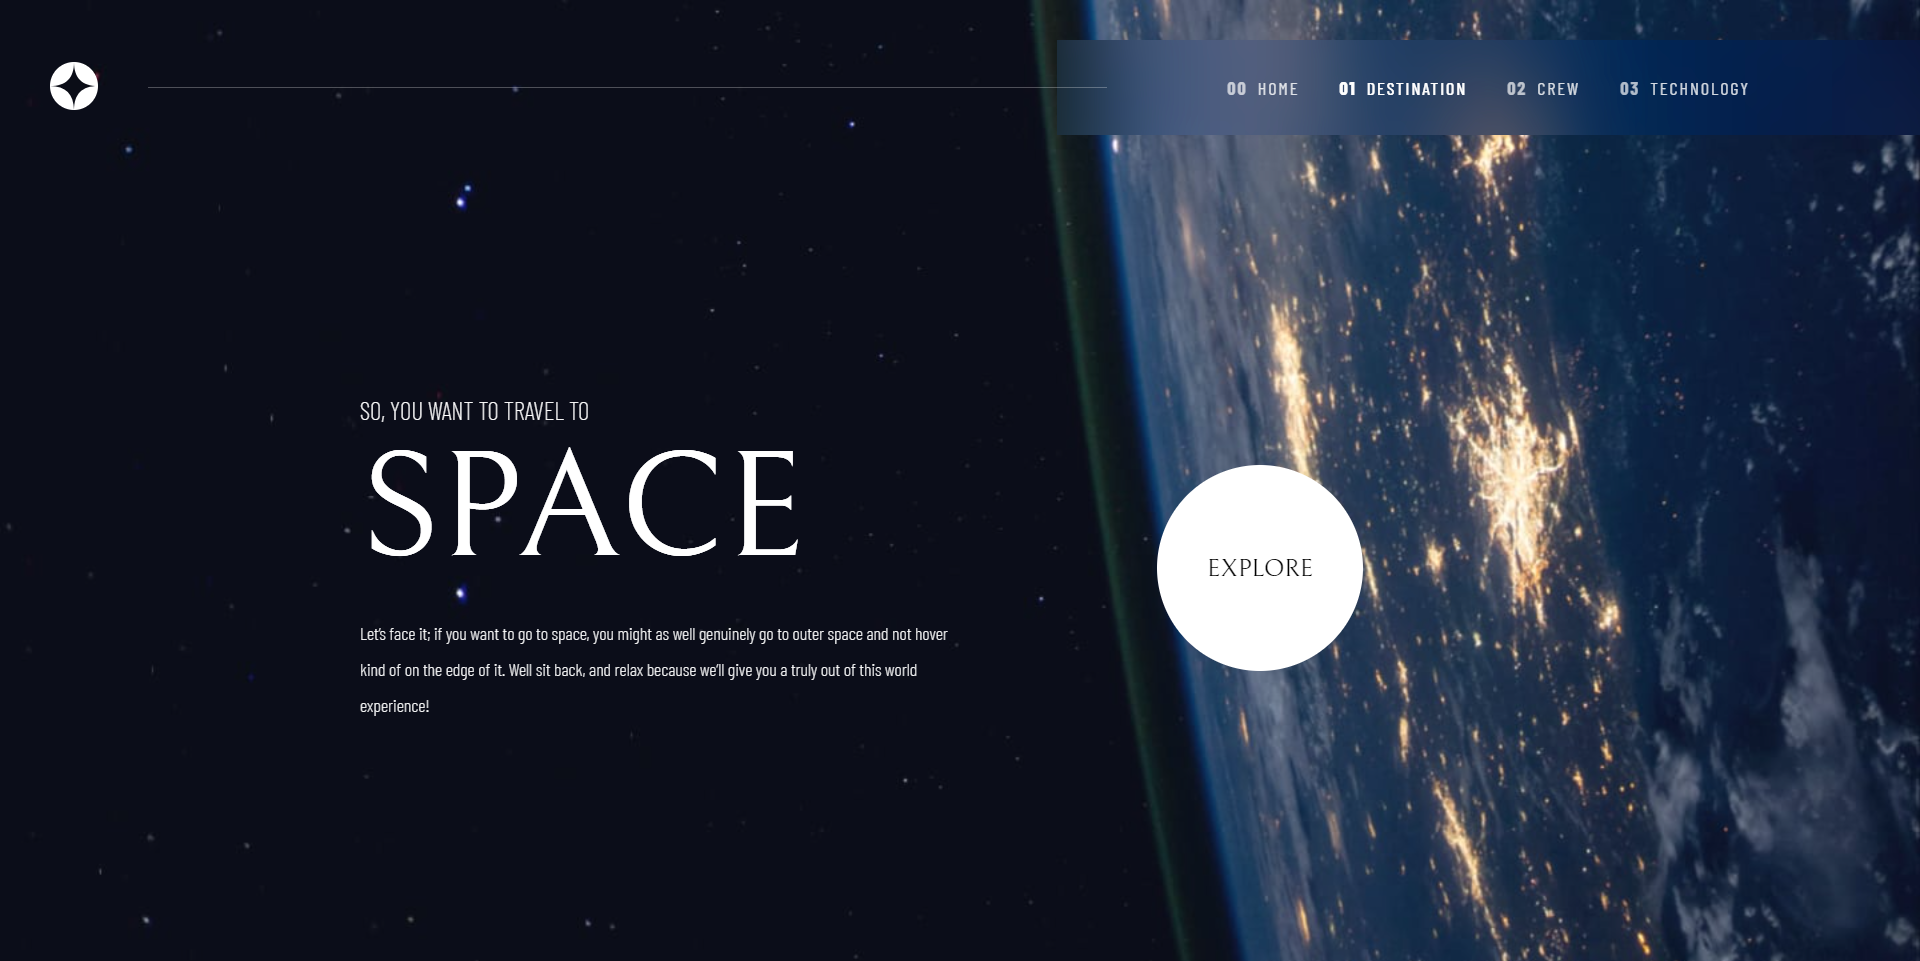 00 HOME 01 DESTINATION 02 CREW 03 TECHNOLOGY
SO, YOU WANT TO TRAVEL TO
SPACE
Let’s face it; if you want to go to space, you might as well genuinely go to outer space and not hover
kind of on the edge of it. Well sit back, and relax because we’ll give you a truly out of this world
experience!
EXPLORE